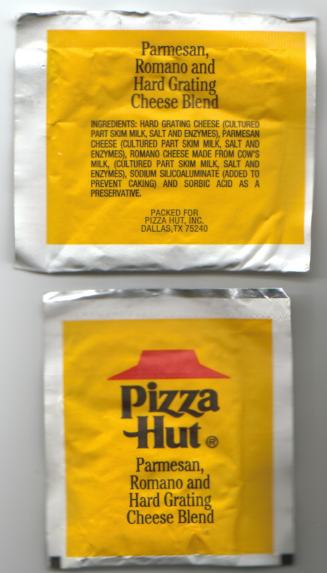 Parmesan,
Romano and
Hard Grating
Cheese Blend
INGREDIENTS: HARD GRATING CHEESE (CULTURED
PART SKIM MILK, SALT AND ENZYMES), PARMESAN
CHEESE (CULTURED PART SKIM MILK, SALT AND
ENZYMES), ROMANO CHEESE MADE FROM COW'S
MILK, (CULTURED PART SKIM MILK, SALT AND
ENZYMES), SODIUM SILICOALUMINATE (ADDED TO
PREVENT CAKING) AND SORBIC ACID AS A
PRESERVATIVE.
PACKED FOR
PIZZA HUT, INC.
DALLAS,TX 75240
Pizza
Hut ®
Parmesan,
Romano and
Hard Grating
Cheese Blend